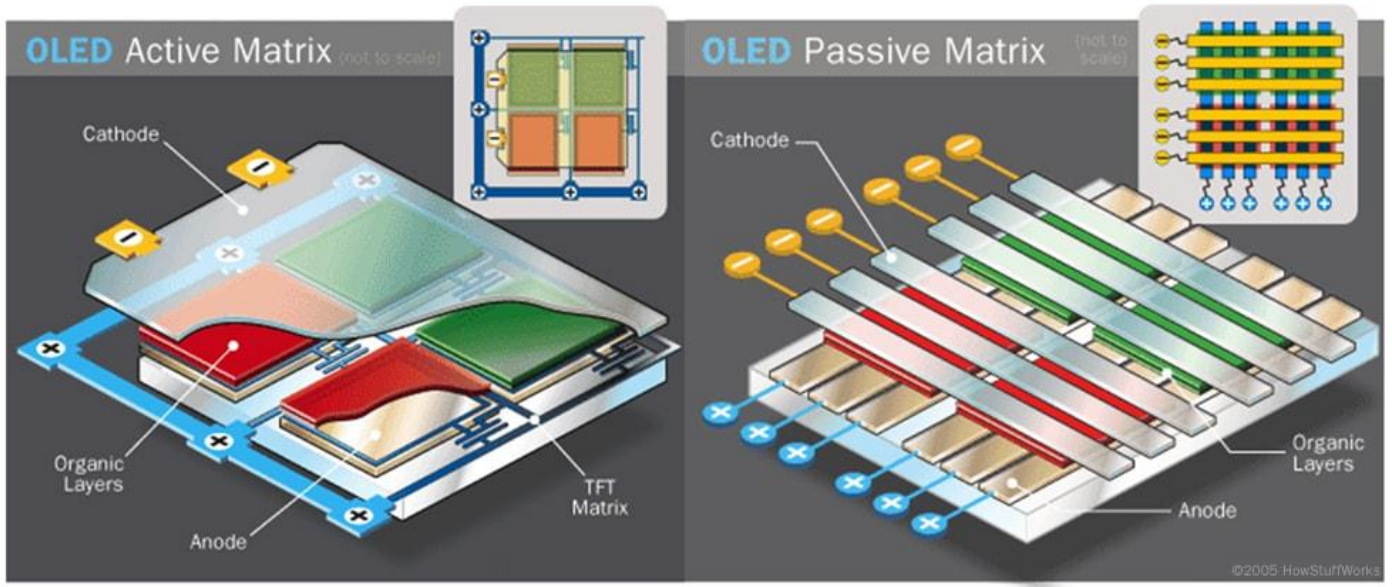 OLED Active Matrix (not to scale)
Cathode
Organic
Layers
Anode
TFT
Matrix
OLED Passive Matrix (not to
scale)
Cathode
Organic
Layers
Anode
©2005 HowStuffWorks